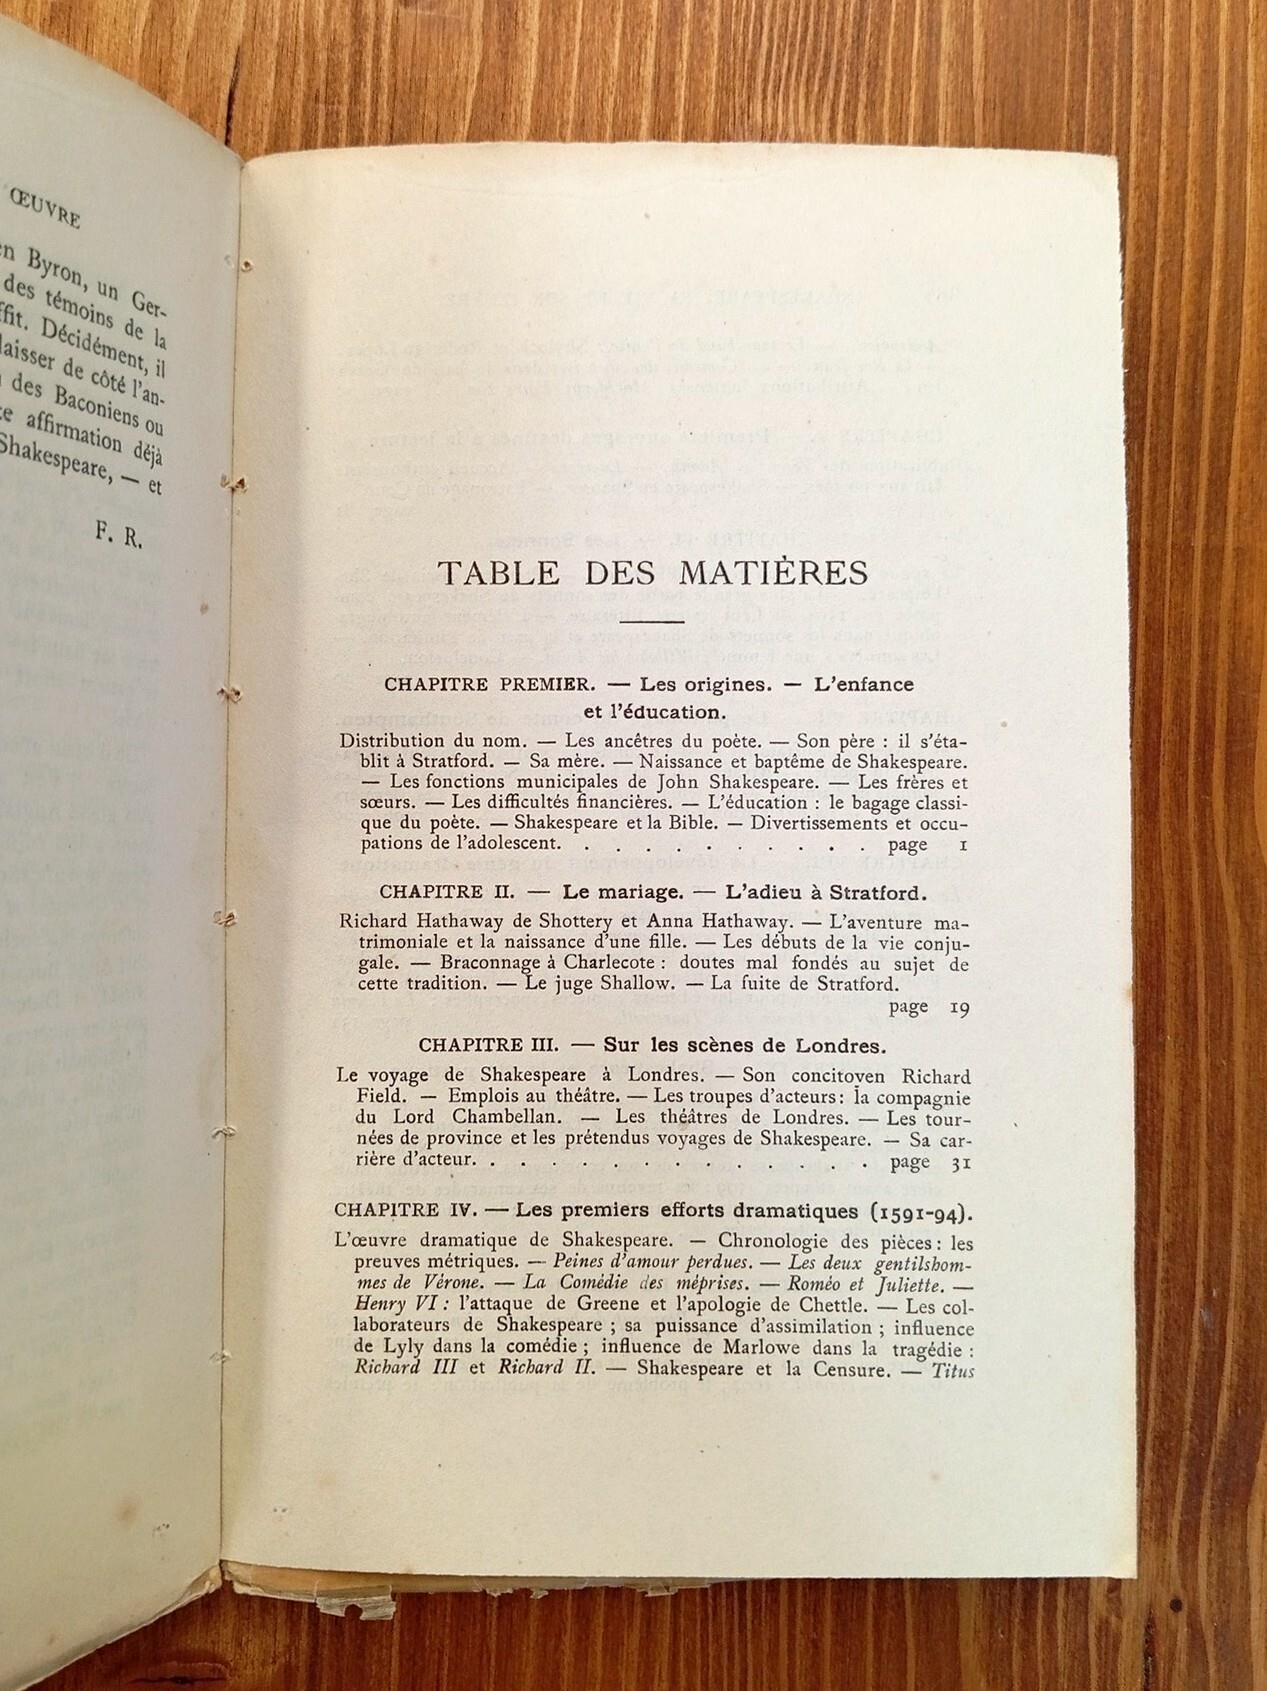 ŒUVRE
en Byron, un Ger-
des témoins de la
ffit. Décidément, il
laisser de côté l'an-
des Baconiens ou
affirmation déjà
Shakespeare, — et
F. R.
TABLE DES MATIÈRES
CHAPITRE PREMIER. — Les origines. — L'enfance
et l'éducation.
Distribution du nom. — Les ancêtres du poète. — Son père : il s'éta-
blit à Stratford. — Sa mère. — Naissance et baptême de Shakespeare.
— Les fonctions municipales de John Shakespeare. — Les frères et
sœurs. — Les difficultés financières. — L'éducation : le bagage classi-
que du poète. — Shakespeare et la Bible. — Divertissements et occu-
pations de l'adolescent. . . . . . . . . . . page 1
CHAPITRE II. — Le mariage. — L'adieu à Stratford.
Richard Hathaway de Shottery et Anna Hathaway. — L'aventure ma-
trimoniale et la naissance d'une fille. — Les débuts de la vie conju-
gale. — Braconnage à Charlecote : doutes mal fondés au sujet de
cette tradition. — Le juge Shallow. — La fuite de Stratford.
page 19
CHAPITRE III. — Sur les scènes de Londres.
Le voyage de Shakespeare à Londres. — Son concitoyen Richard
Field. — Emplois au théâtre. — Les troupes d'acteurs : la compagnie
du Lord Chambellan. — Les théâtres de Londres. — Les tour-
nées de province et les prétendus voyages de Shakespeare. — Sa car-
rière d'acteur. . . . . . . . . . . . . . page 31
CHAPITRE IV. — Les premiers efforts dramatiques (1591-94).
L'œuvre dramatique de Shakespeare. — Chronologie des pièces : les
preuves métriques. — Peines d'amour perdues. — Les deux gentilshom-
mes de Vérone. — La Comédie des méprises. — Roméo et Juliette. —
Henry VI : l'attaque de Greene et l'apologie de Chettle. — Les col-
laborateurs de Shakespeare ; sa puissance d'assimilation ; influence
de Lyly dans la comédie ; influence de Marlowe dans la tragédie :
Richard III et Richard II. — Shakespeare et la Censure. — Titus